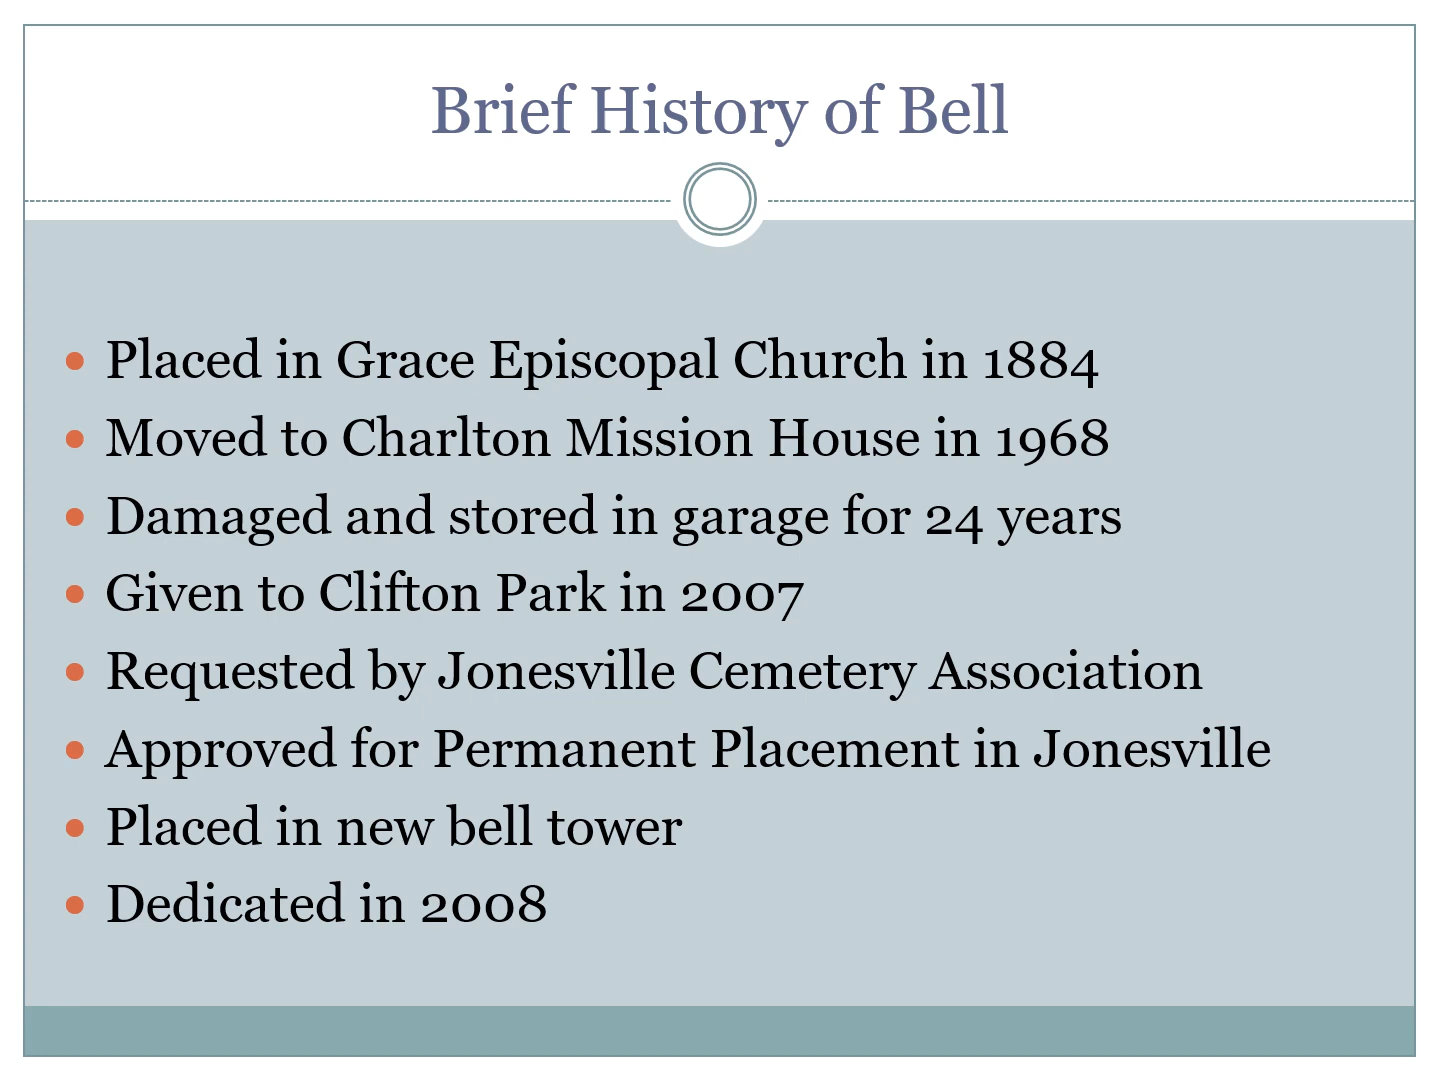 Brief History of Bell
• Placed in Grace Episcopal Church in 1884
• Moved to Charlton Mission House in 1968
• Damaged and stored in garage for 24 years
• Given to Clifton Park in 2007
• Requested by Jonesville Cemetery Association
• Approved for Permanent Placement in Jonesville
• Placed in new bell tower
• Dedicated in 2008